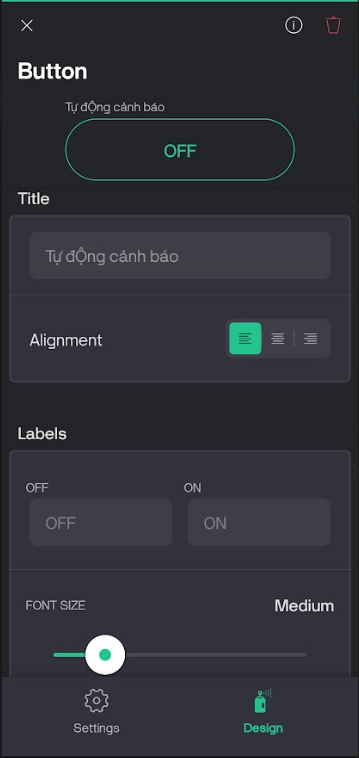 Button
Tự động cảnh báo
OFF
Title
Tự động cảnh báo
Alignment
Labels
OFF
ON
OFF
ON
FONT SIZE
Medium
Settings
Design